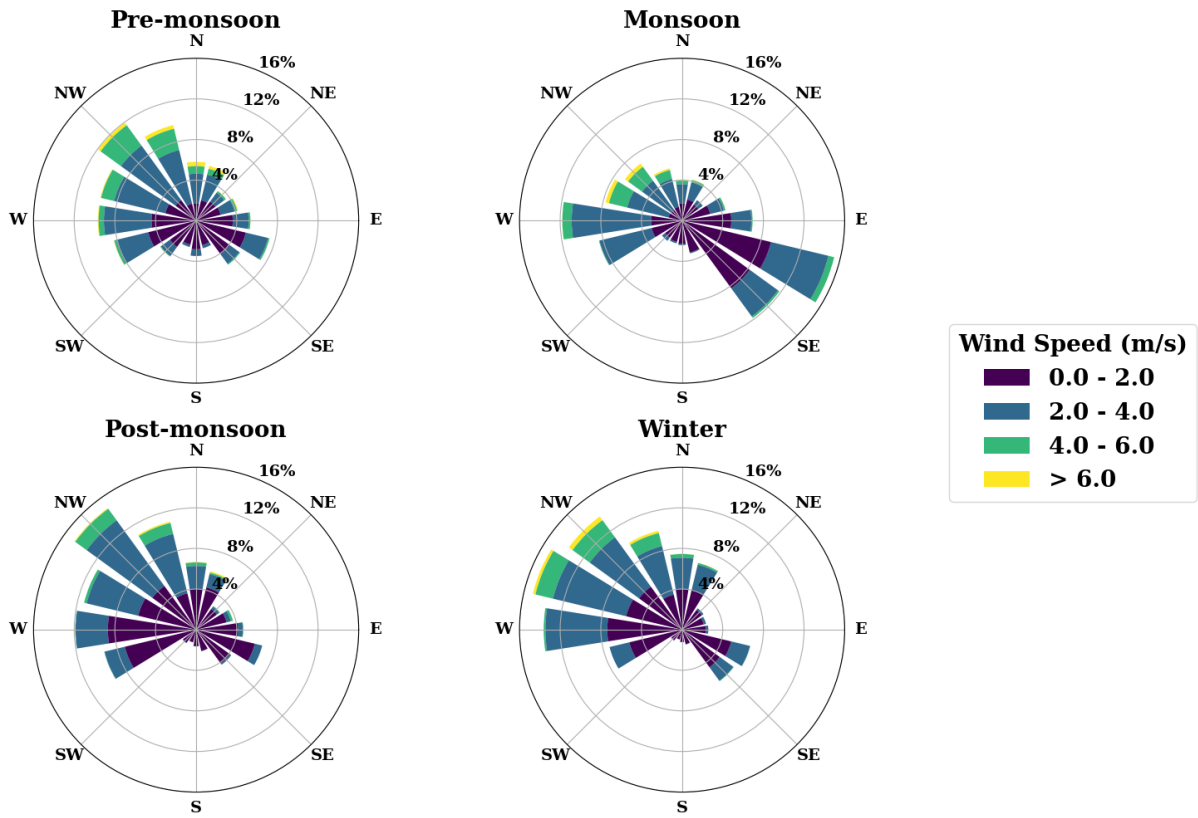 Pre-monsoon
N
16%
12%
8%
4%
NW
NE
W
E
SW
SE
S
Monsoon
N
16%
12%
8%
4%
NW
NE
W
E
SW
SE
S
Post-monsoon
N
16%
12%
8%
4%
NW
NE
W
E
SW
SE
S
Winter
N
16%
12%
8%
4%
NW
NE
W
E
SW
SE
S
Wind Speed (m/s)
0.0 - 2.0
2.0 - 4.0
4.0 - 6.0
> 6.0